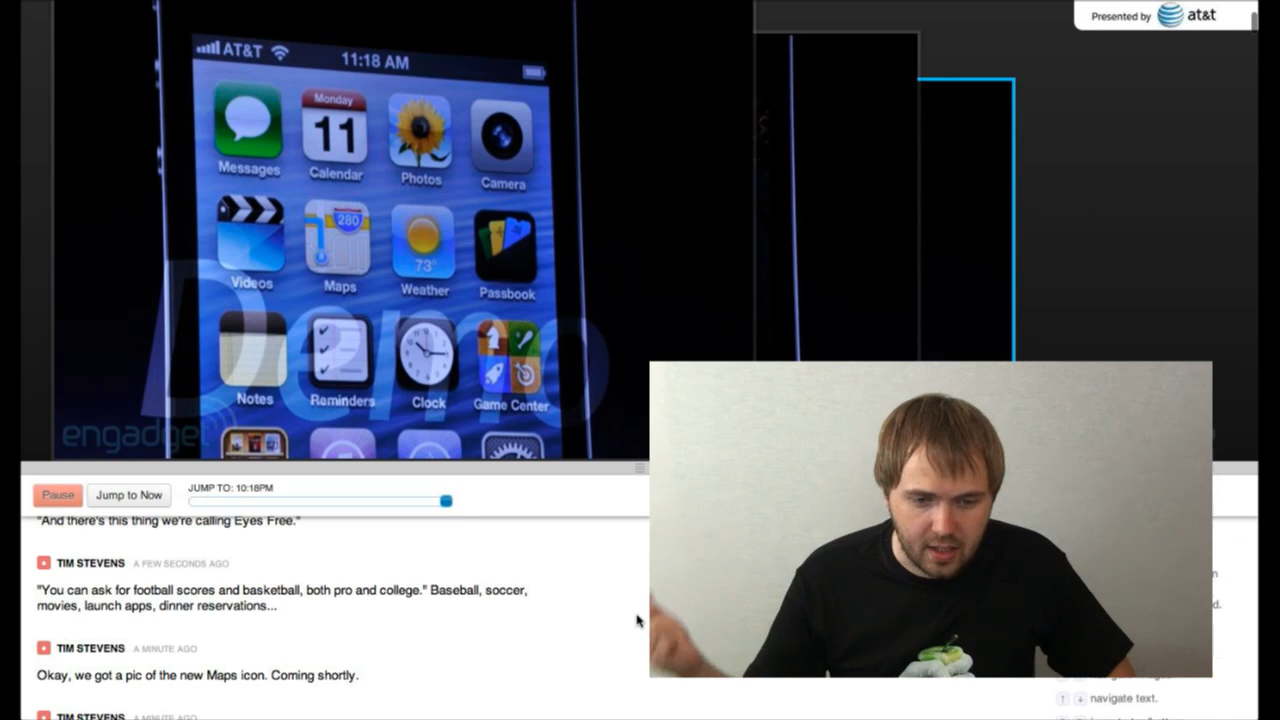 Presented by at&t
AT&T 11:18 AM
Monday
11
280
73°
Messages Calendar Photos Camera
Videos Maps Weather Passbook
Notes Reminders Clock Game Center
Demo
engadget
Pause Jump to Now JUMP TO: 10:18PM
"And there's this thing we're calling Eyes Free."
TIM STEVENS A FEW SECONDS AGO
"You can ask for football scores and basketball, both pro and college." Baseball, soccer,
movies, launch apps, dinner reservations...
TIM STEVENS A MINUTE AGO
Okay, we got a pic of the new Maps icon. Coming shortly.
navigate text.
TIM STEVENS A MINUTE AGO